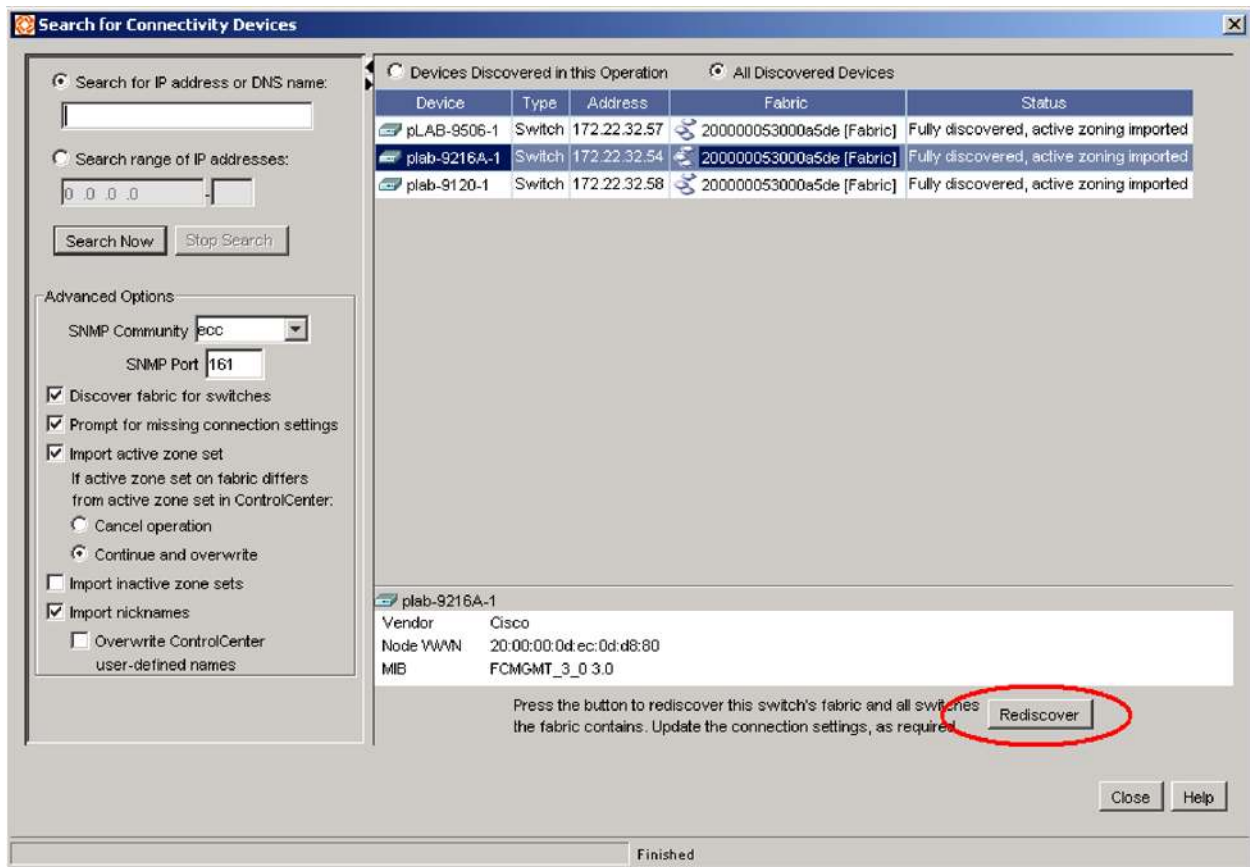 Search for Connectivity Devices
Search for IP address or DNS name:
Search range of IP addresses:
0 .0 .0 .0 -
Search Now Stop Search
Advanced Options
SNMP Community ecc
SNMP Port 161
Discover fabric for switches
Prompt for missing connection settings
Import active zone set
If active zone set on fabric differs
from active zone set in ControlCenter:
Cancel operation
Continue and overwrite
Import inactive zone sets
Import nicknames
Overwrite ControlCenter
user-defined names
Devices Discovered in this Operation All Discovered Devices
Device Type Address Fabric Status
pLAB-9506-1 Switch 172.22.32.57 200000053000a5de [Fabric] Fully discovered, active zoning imported
plab-9216A-1 Switch 172.22.32.54 200000053000a5de [Fabric] Fully discovered, active zoning imported
plab-9120-1 Switch 172.22.32.58 200000053000a5de [Fabric] Fully discovered, active zoning imported
plab-9216A-1
Vendor Cisco
Node WWN 20:00:00:0d:ec:0d:d8:80
MIB FCMGMT_3_0 3.0
Press the button to rediscover this switch's fabric and all switches
the fabric contains. Update the connection settings, as required.
Rediscover
Close Help
Finished